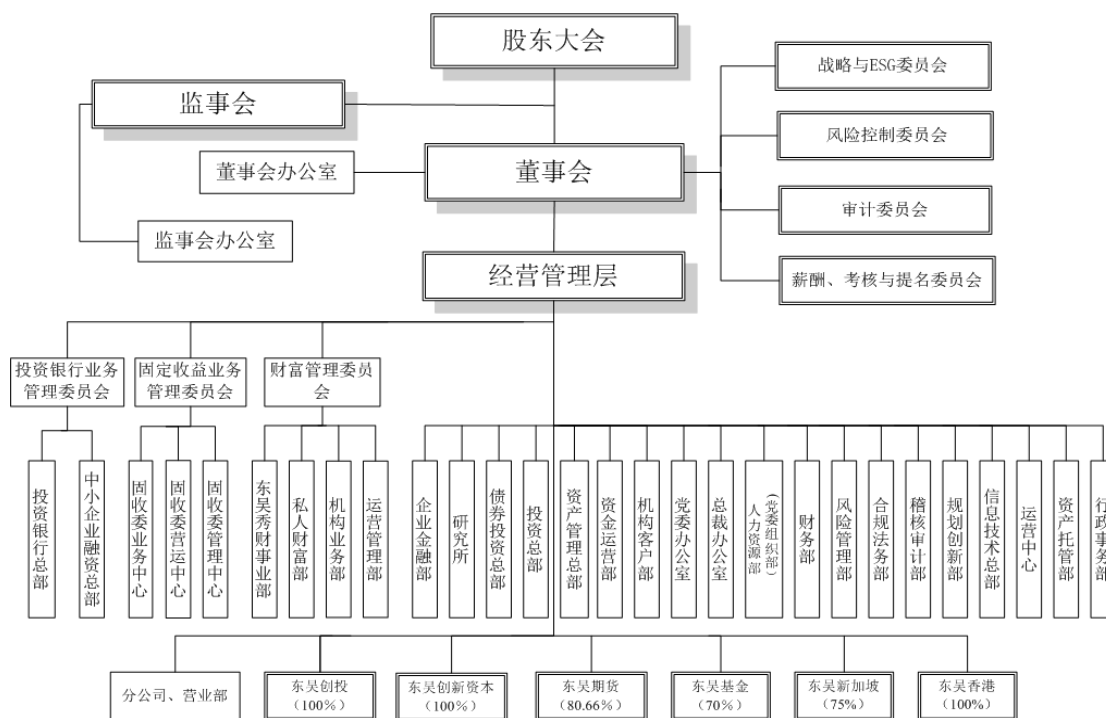 股东大会
战略与ESG委员会
监事会
风险控制委员会
董事会办公室
董事会
审计委员会
监事会办公室
经营管理层
薪酬、考核与提名委员会
投资银行业务
管理委员会
固定收益业务
管理委员会
财富管理委员
会
投资银行总部
中小企业融资总部
固收委业务中心
固收委营运中心
固收委管理中心
东吴秀财事业部
私人财富部
机构业务部
运营管理部
企业金融部
研究所
债券投资总部
投资总部
资产管理总部
资金运营部
机构客户部
党委办公室
总裁办公室
人力资源部
（党委组织部）
财务部
风险管理部
合规法务部
稽核审计部
规划创新部
信息技术总部
运营中心
资产托管部
行政事务部
分公司、营业部
东吴创投
（100%）
东吴创新资本
（100%）
东吴期货
（80.66%）
东吴基金
（70%）
东吴新加坡
（75%）
东吴香港
（100%）